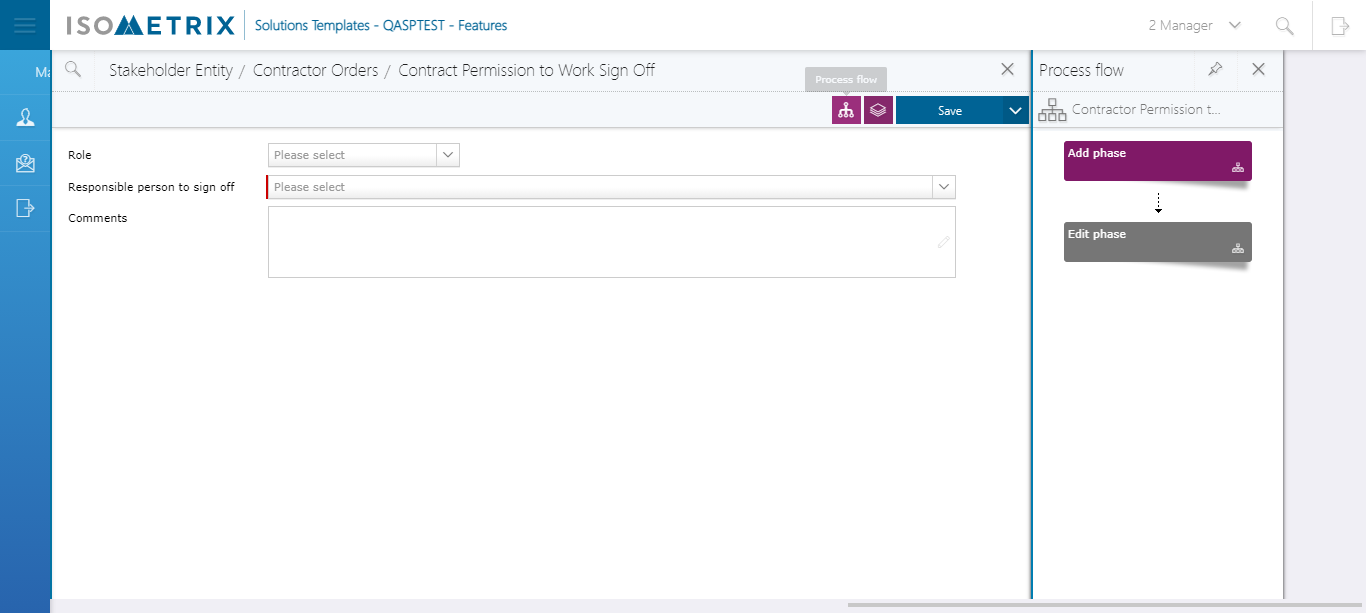 ISOMETRIX
Solutions Templates - QASPTEST - Features
2 Manager
Ma
Stakeholder Entity / Contractor Orders / Contract Permission to Work Sign Off
Process flow
Process flow
Contractor Permission t...
Save
Role
Please select
Responsible person to sign off
Please select
Comments
Add phase
Edit phase